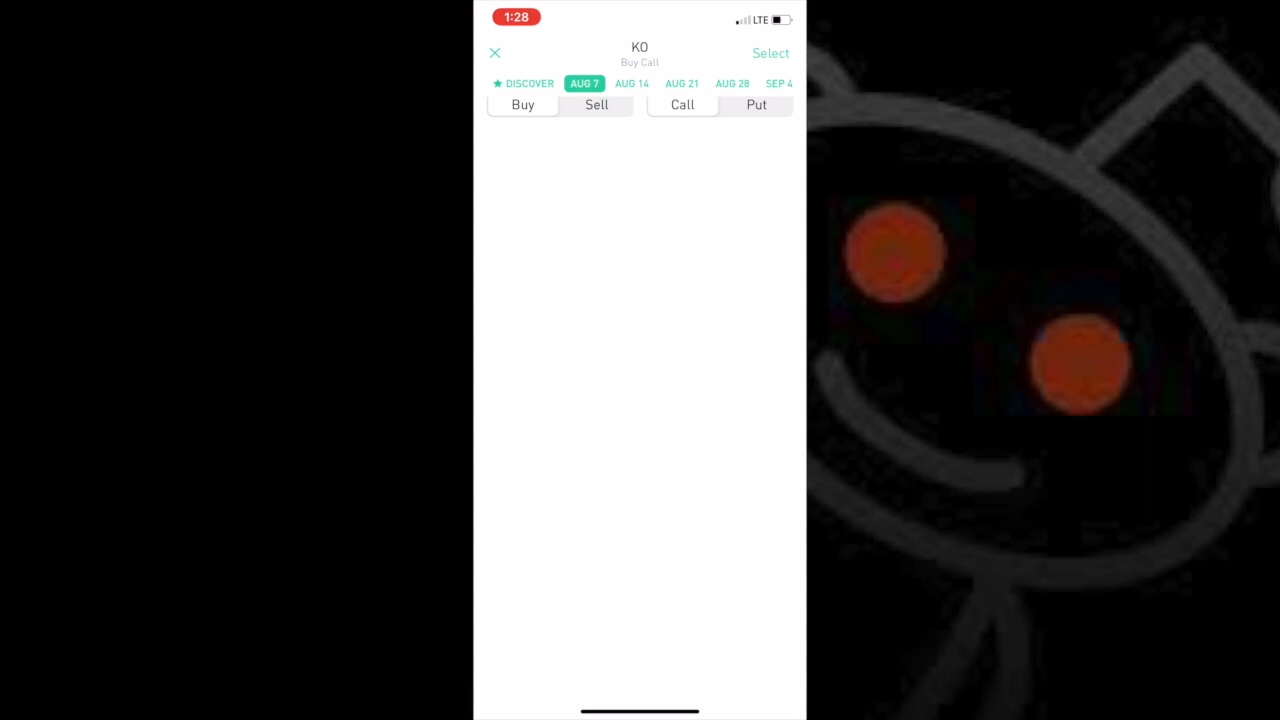 1:28
LTE
KO
Select
Buy Call
DISCOVER AUG 7 AUG 14 AUG 21 AUG 28 SEP 4
Buy Sell Call Put